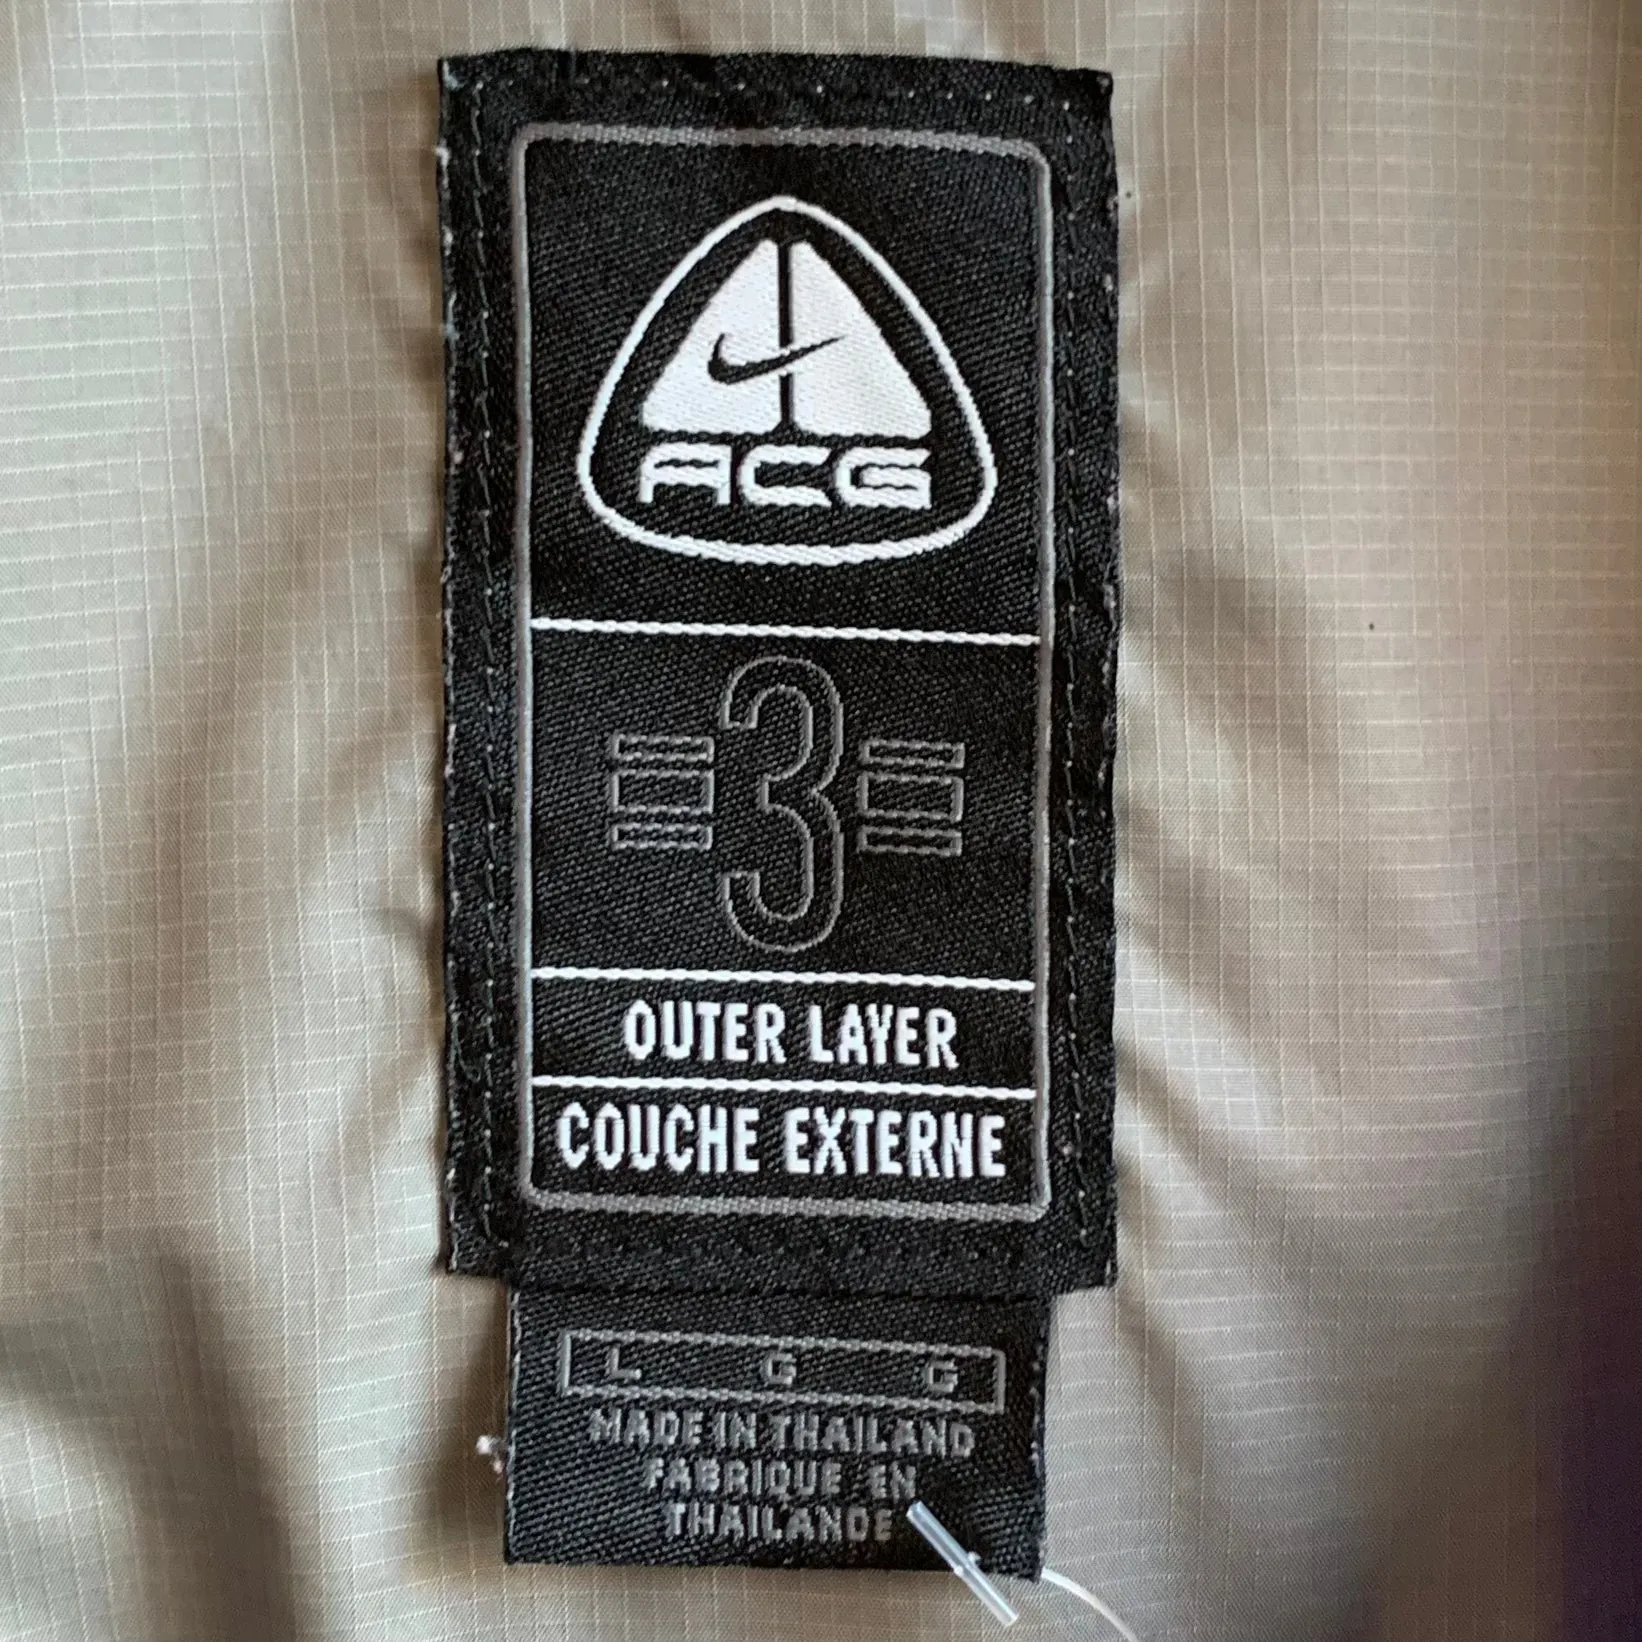 ACG
3
OUTER LAYER
COUCHE EXTERNE
L G G
MADE IN THAILAND
FABRIQUE EN
THAILANDE